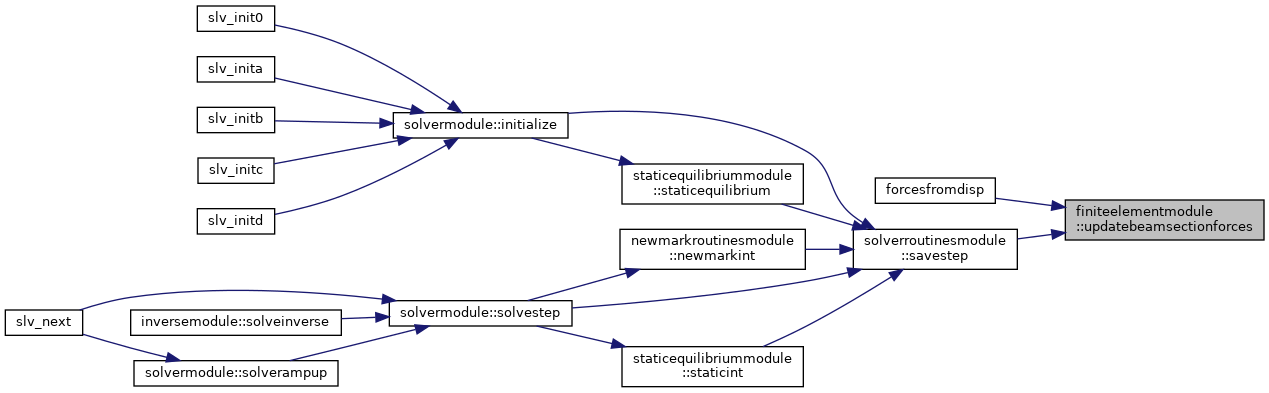 slv_init0
slv_inita
slv_initb
slv_initc
slv_initd
solvermodule::initialize
staticequilibriummodule
::staticequilibrium
forcesfromdisp
finiteelementmodule
::updatebeamsectionforces
newmarkroutinesmodule
::newmarkint
solverroutinesmodule
::savestep
slv_next
inversemodule::solveinverse
solvermodule::solvestep
solvermodule::solverampup
staticequilibriummodule
::staticint